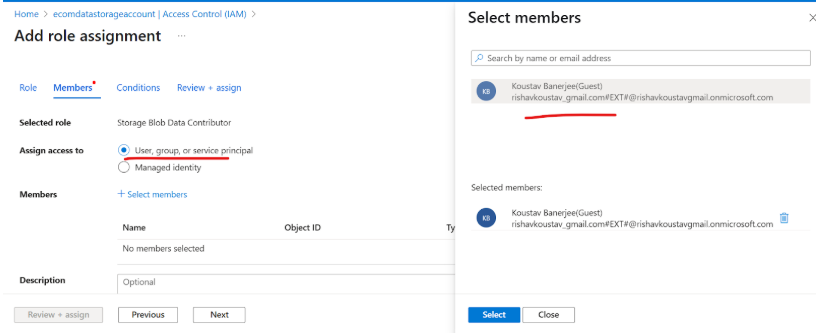 Home > ecomdatastorageaccount | Access Control (IAM) >
Add role assignment ...
Role Members Conditions Review + assign
Selected role Storage Blob Data Contributor
Assign access to User, group, or service principal
Managed identity
Members + Select members
Name Object ID Ty
No members selected
Description Optional
Review + assign Previous Next
Select members
Search by name or email address
KB Koustav Banerjee(Guest)
rishavkoustav_gmail.com#EXT#@rishavkoustavgmail.onmicrosoft.com
Selected members:
KB Koustav Banerjee(Guest)
rishavkoustav_gmail.com#EXT#@rishavkoustavgmail.onmicrosoft.com
Select Close